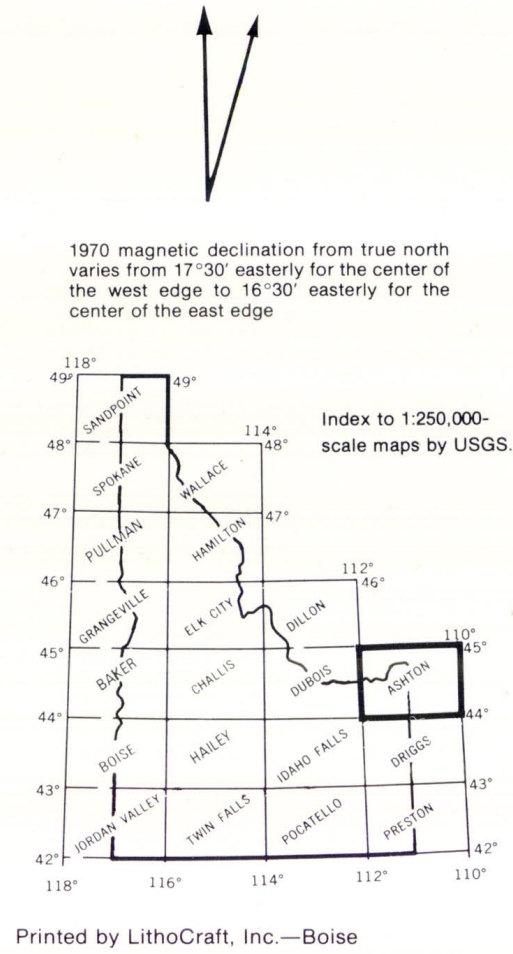 1970 magnetic declination from true north
varies from 17°30′ easterly for the center of
the west edge to 16°30′ easterly for the
center of the east edge
118°
49°
49°
SANDPOINT
Index to 1:250,000-
scale maps by USGS.
114°
48°
48°
SPOKANE
WALLACE
47°
47°
PULLMAN
HAMILTON
112°
46°
46°
GRANGEVILLE
ELK CITY
DILLON
110°
45°
45°
BAKER
CHALLIS
DUBOIS
ASHTON
44°
44°
BOISE
HAILEY
IDAHO FALLS
DRIGGS
43°
43°
JORDAN VALLEY
TWIN FALLS
POCATELLO
PRESTON
42°
42°
118°
116°
114°
112°
110°
Printed by LithoCraft, Inc.—Boise